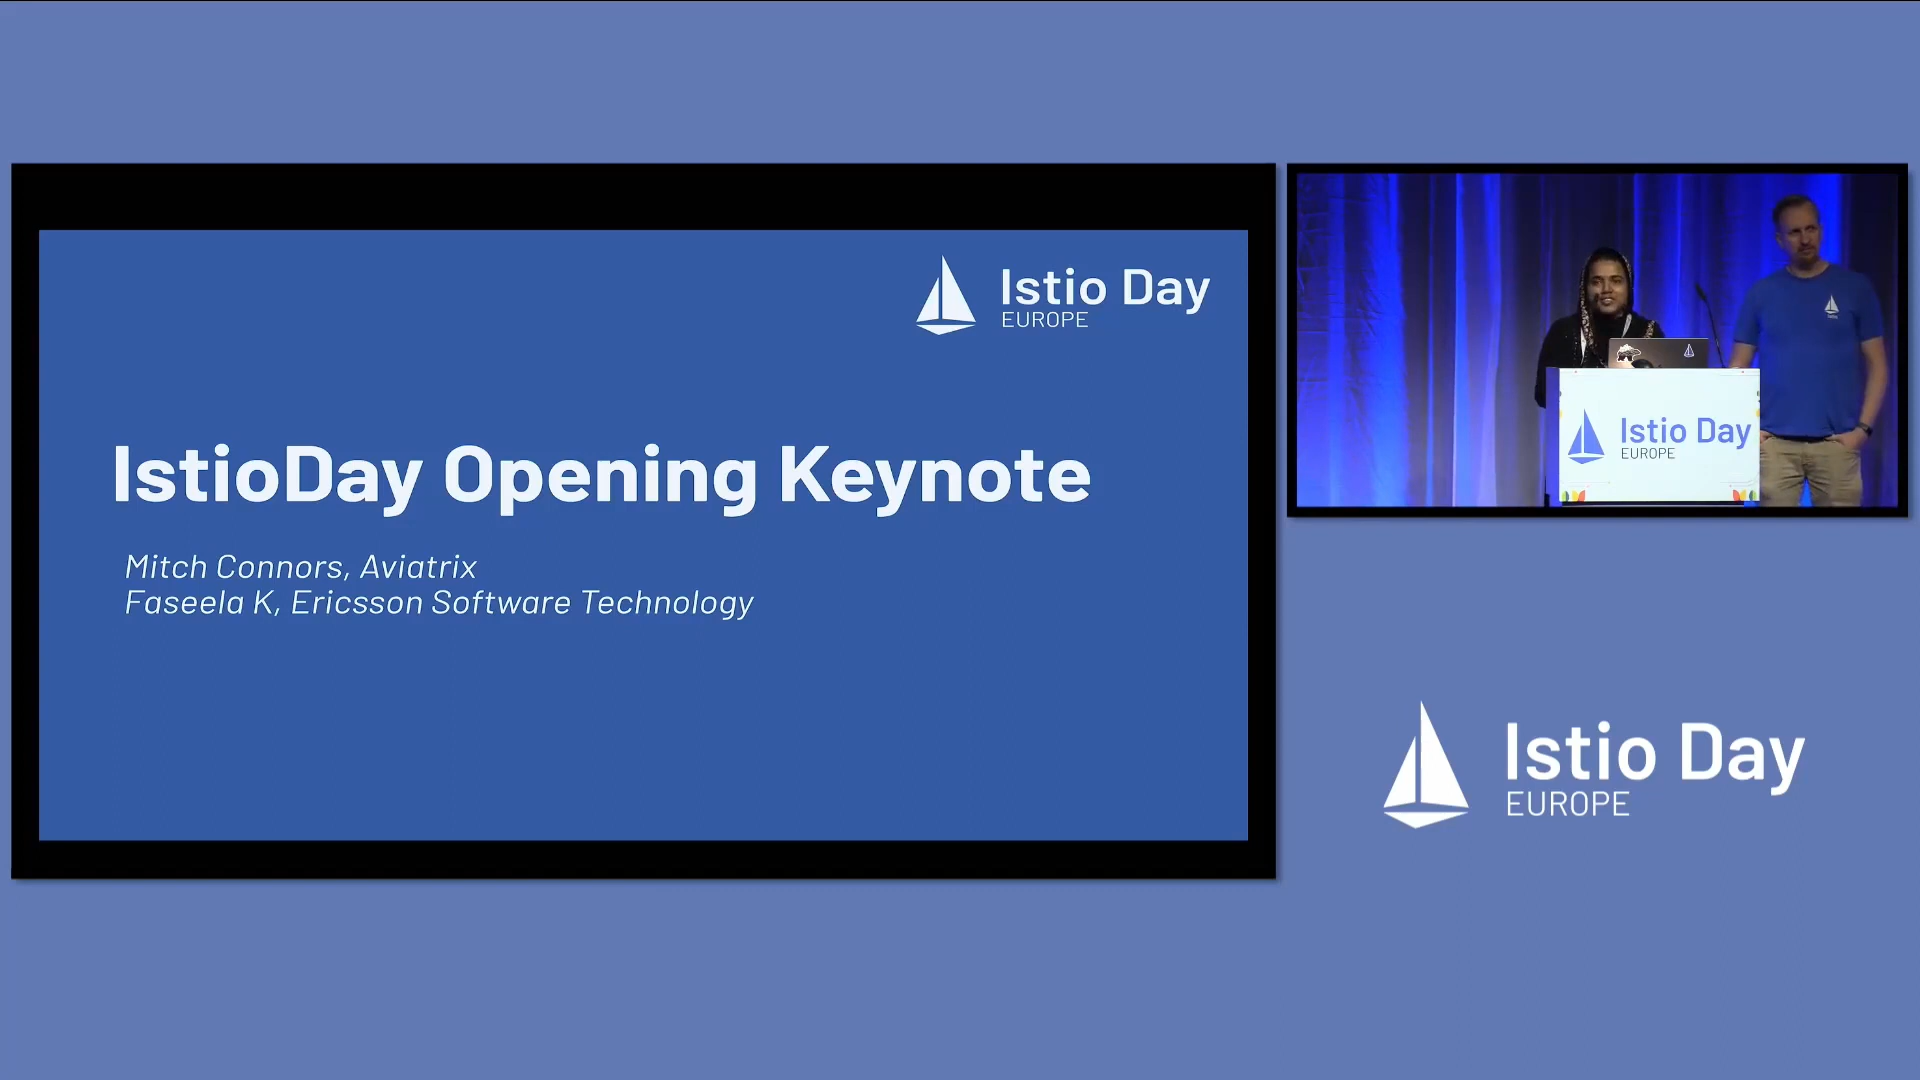 Istio Day
EUROPE
IstioDay Opening Keynote
Mitch Connors, Aviatrix
Faseela K, Ericsson Software Technology
Istio Day
EUROPE
Istio Day
EUROPE